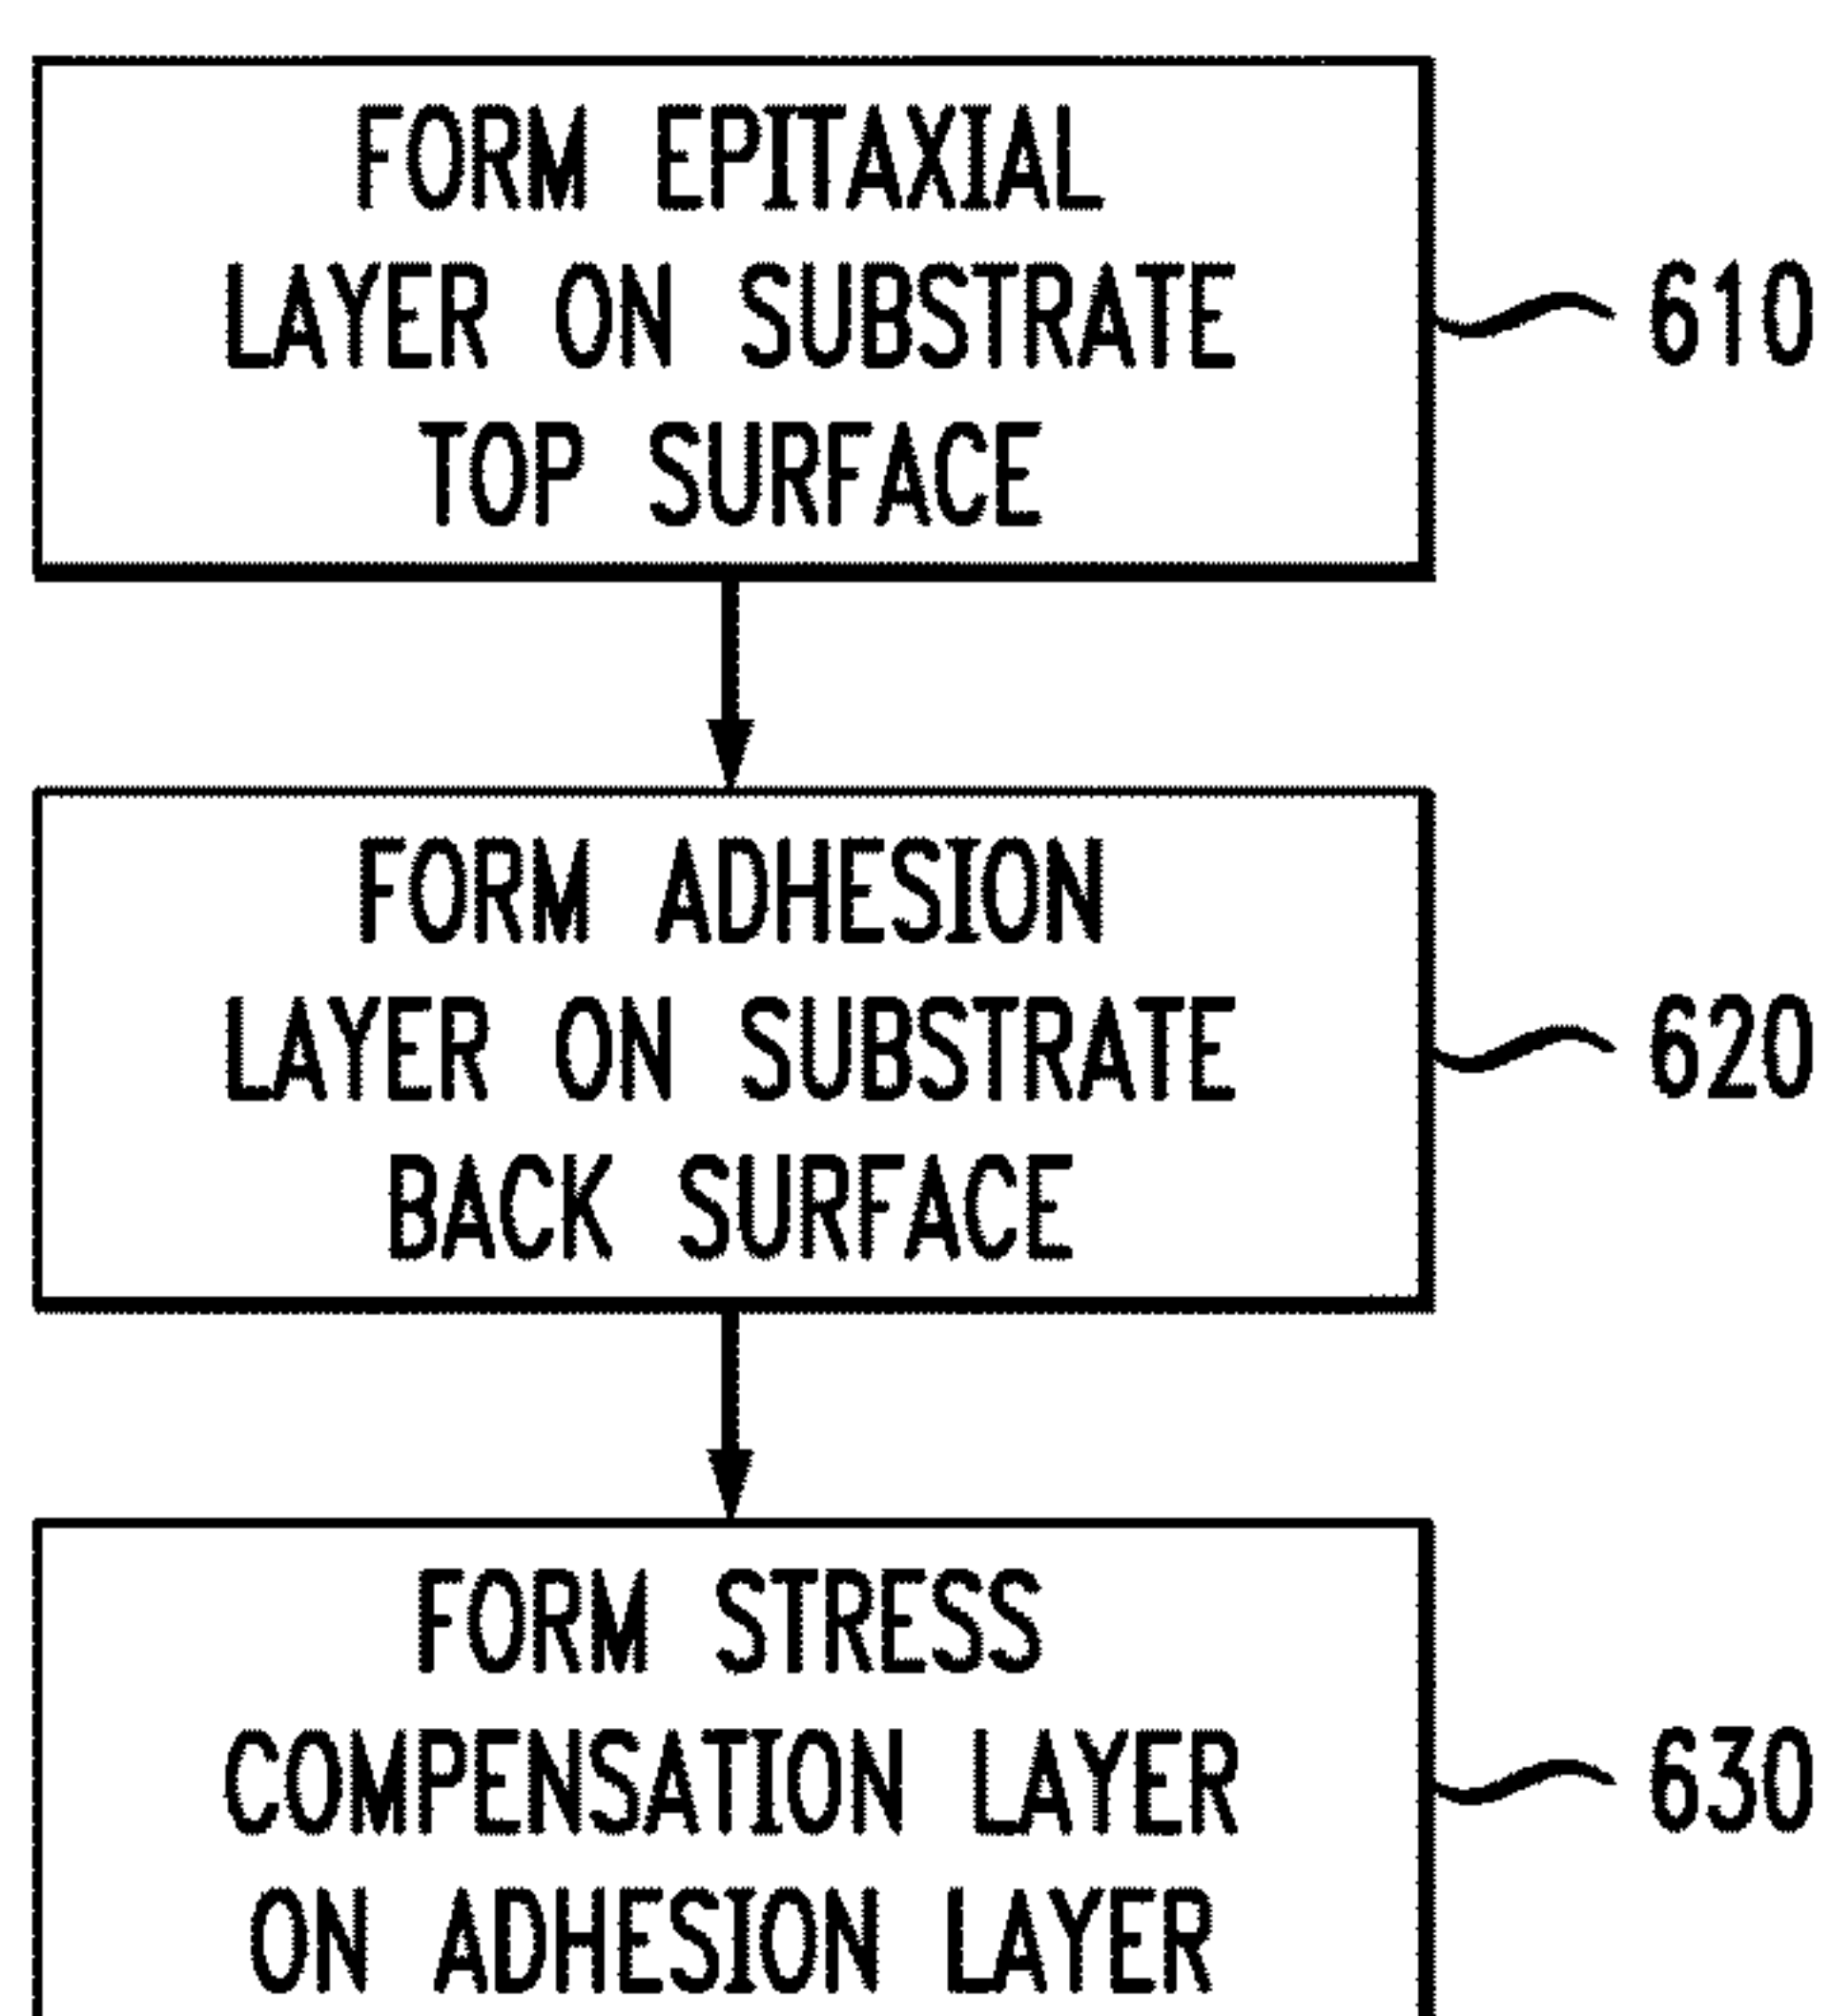 FORM EPITAXIAL
LAYER ON SUBSTRATE
TOP SURFACE
610
FORM ADHESION
LAYER ON SUBSTRATE
BACK SURFACE
620
FORM STRESS
COMPENSATION LAYER
ON ADHESION LAYER
630